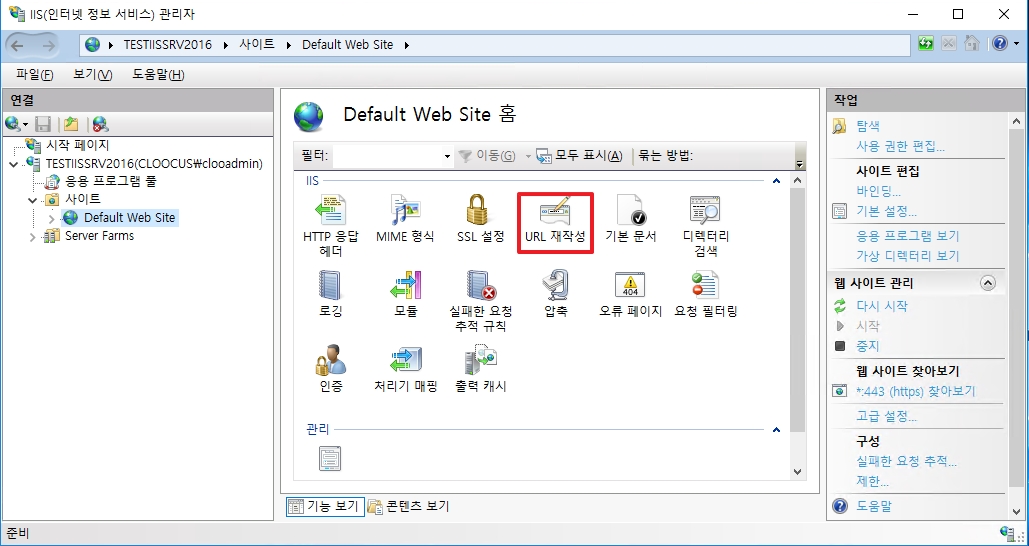 IIS(인터넷 정보 서비스) 관리자
TESTIISSRV2016 사이트 Default Web Site
파일(F) 보기(V) 도움말(H)
연결
시작 페이지
TESTIISSRV2016(CLOOCUS₩clooadmin)
응용 프로그램 풀
사이트
Default Web Site
Server Farms
Default Web Site 홈
필터: 이동(G) 모두 표시(A) 묶는 방법:
IIS
HTTP 응답
헤더
MIME 형식
SSL 설정
URL 재작성
기본 문서
디렉터리
검색
로깅
모듈
실패한 요청
추적 규칙
압축
404
오류 페이지
요청 필터링
인증
처리기 매핑
출력 캐시
관리
기능 보기 콘텐츠 보기
작업
탐색
사용 권한 편집...
사이트 편집
바인딩...
기본 설정...
응용 프로그램 보기
가상 디렉터리 보기
웹 사이트 관리
다시 시작
시작
중지
웹 사이트 찾아보기
*:443 (https) 찾아보기
고급 설정...
구성
실패한 요청 추적...
제한...
도움말
준비